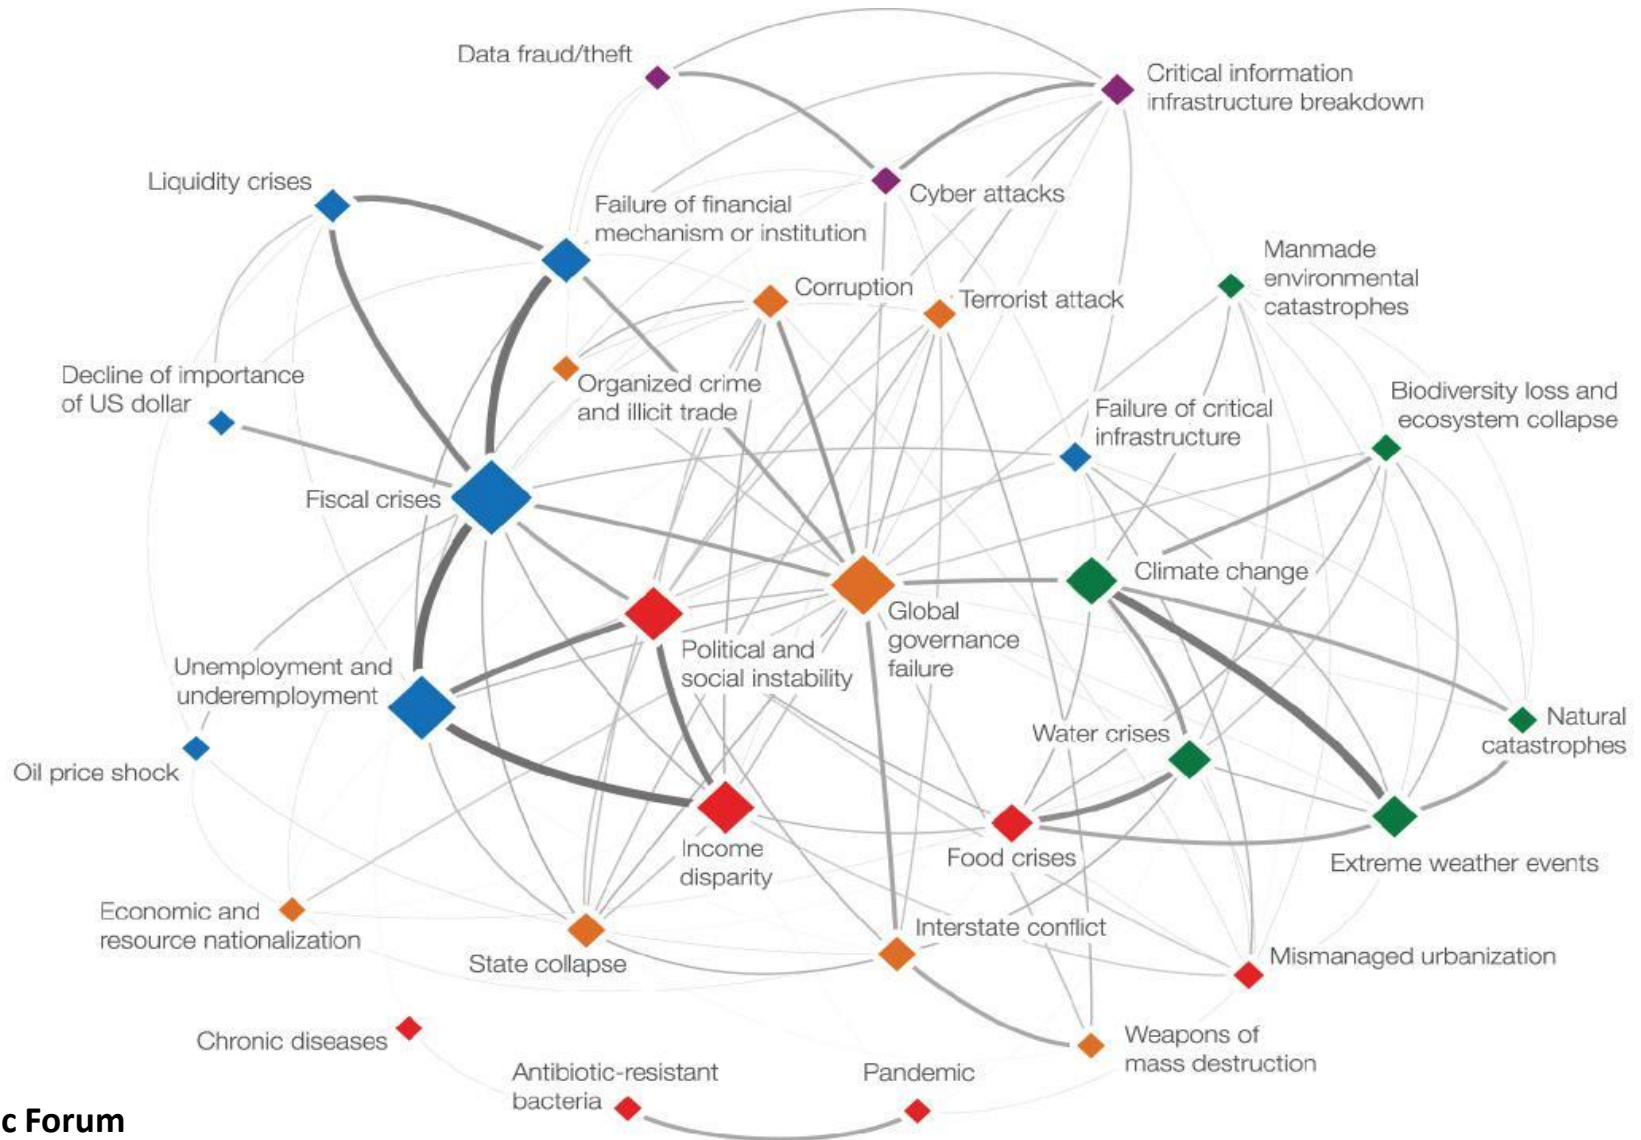 Data fraud/theft
Critical information
infrastructure breakdown
Liquidity crises
Cyber attacks
Failure of financial
mechanism or institution
Manmade
environmental
catastrophes
Corruption
Terrorist attack
Decline of importance
of US dollar
Organized crime
and illicit trade
Biodiversity loss and
ecosystem collapse
Failure of critical
infrastructure
Fiscal crises
Climate change
Global
governance
failure
Political and
social instability
Unemployment and
underemployment
Water crises
Natural
catastrophes
Oil price shock
Income
disparity
Food crises
Extreme weather events
Economic and
resource nationalization
Interstate conflict
State collapse
Mismanaged urbanization
Chronic diseases
Weapons of
mass destruction
Antibiotic-resistant
bacteria
Pandemic
c Forum